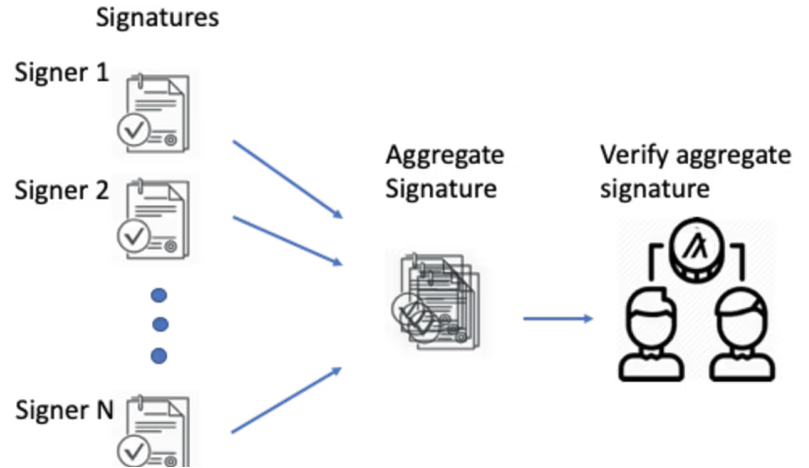 Signatures
Signer 1
Signer 2
Signer N
Aggregate
Signature
Verify aggregate
signature